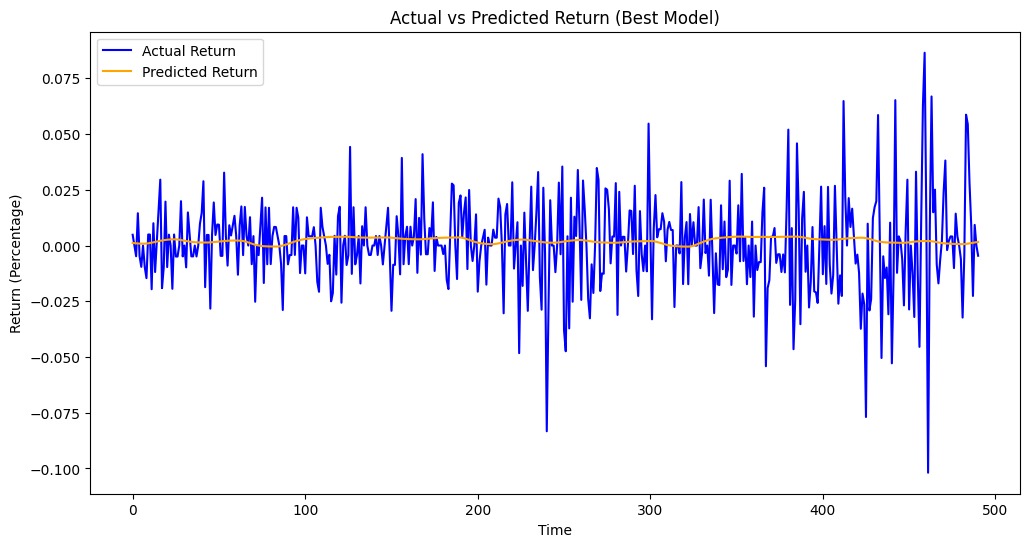 Actual vs Predicted Return (Best Model)
Actual Return
Predicted Return
Return (Percentage)
0.075
0.050
0.025
0.000
−0.025
−0.050
−0.075
−0.100
0 100 200 300 400 500
Time